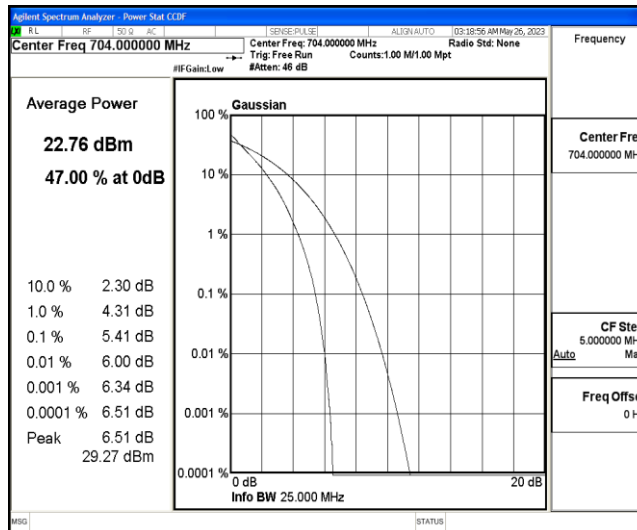 Agilent Spectrum Analyzer - Power Stat CCDF
RL RF 50 Ω AC SENSE:PULSE ALIGN AUTO 03:18:56 AM May 26, 2023
Center Freq 704.000000 MHz
Center Freq: 704.000000 MHz Radio Std: None
Trig: Free Run Counts:1.00 M/1.00 Mpt
#IFGain:Low #Atten: 46 dB
Frequency
Average Power
22.76 dBm
47.00 % at 0dB
10.0 % 2.30 dB
1.0 % 4.31 dB
0.1 % 5.41 dB
0.01 % 6.00 dB
0.001 % 6.34 dB
0.0001 % 6.51 dB
Peak 6.51 dB
29.27 dBm
Gaussian
100 %
10 %
1 %
0.1 %
0.01 %
0.001 %
0.0001 %
0 dB 20 dB
Info BW 25.000 MHz
Center Fre
704.000000 MH
CF Ste
5.000000 MH
Auto Ma
Freq Offs
0 H
MSG STATUS